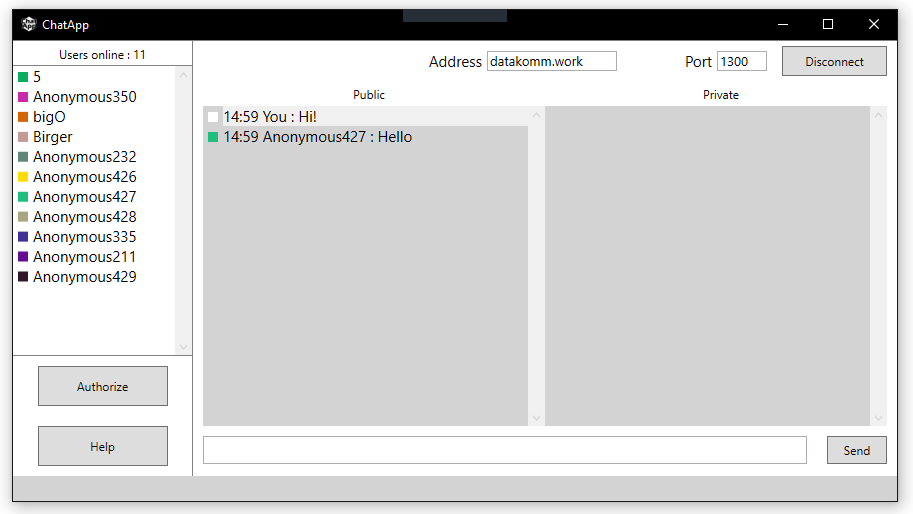 ChatApp
Users online : 11
5
Anonymous350
bigO
Birger
Anonymous232
Anonymous426
Anonymous427
Anonymous428
Anonymous335
Anonymous211
Anonymous429
Authorize
Help
Address datakomm.work Port 1300 Disconnect
Public Private
14:59 You : Hi!
14:59 Anonymous427 : Hello
Send